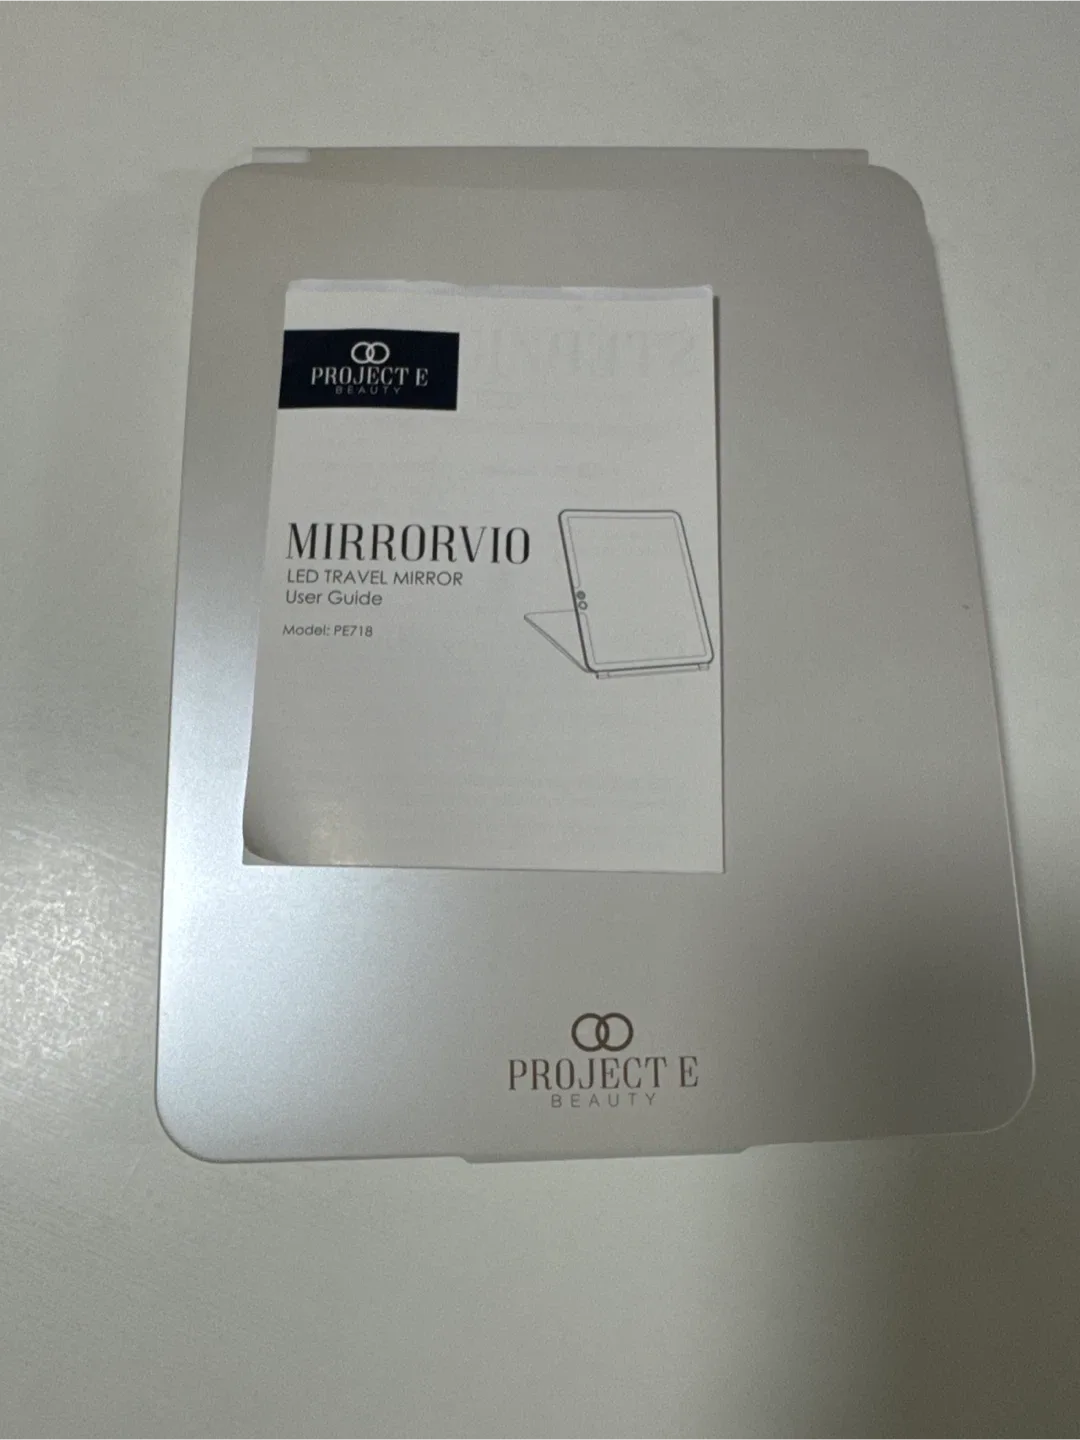 PROJECT E
BEAUTY
MIRRORVIO
LED TRAVEL MIRROR
User Guide
Model: PE718
PROJECT E
BEAUTY